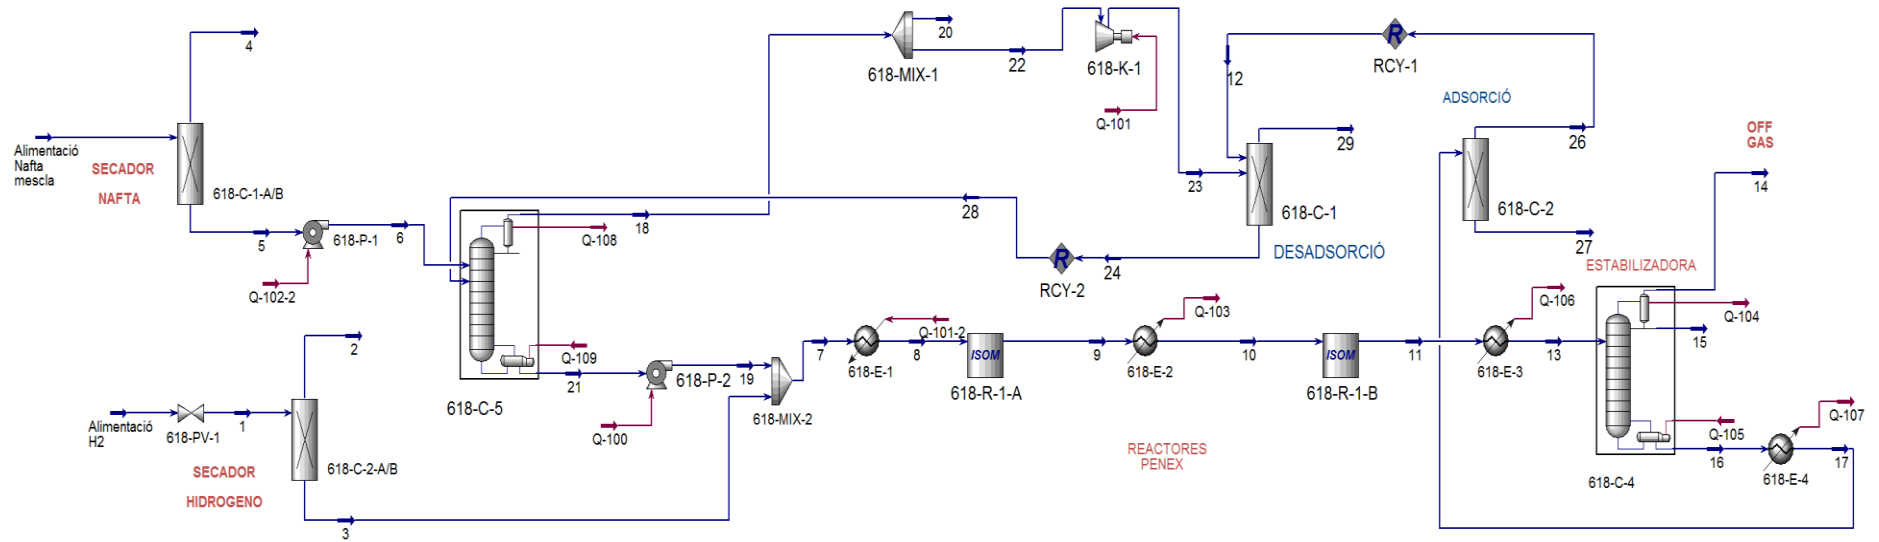 4
Alimentació
Nafta
mescla
SECADOR
NAFTA
618-C-1-A/B
5
618-P-1
6
Q-102-2
2
Alimentació
H2
618-PV-1
1
618-C-2-A/B
SECADOR
HIDROGENO
3
18
Q-108
28
Q-109
21
618-C-5
618-P-2
19
Q-100
618-MIX-2
7
618-MIX-1
20
22
618-K-1
Q-101
23
R
RCY-2
24
12
R
RCY-1
29
618-C-1
DESADSORCIÓ
ADSORCIÓ
26
618-C-2
27
618-E-1
Q-101-2
8
ISOM
618-R-1-A
9
Q-103
618-E-2
10
ISOM
618-R-1-B
11
REACTORES
PENEX
Q-106
618-E-3
13
ESTABILIZADORA
OFF
GAS
14
Q-104
15
Q-105
16
618-C-4
Q-107
17
618-E-4